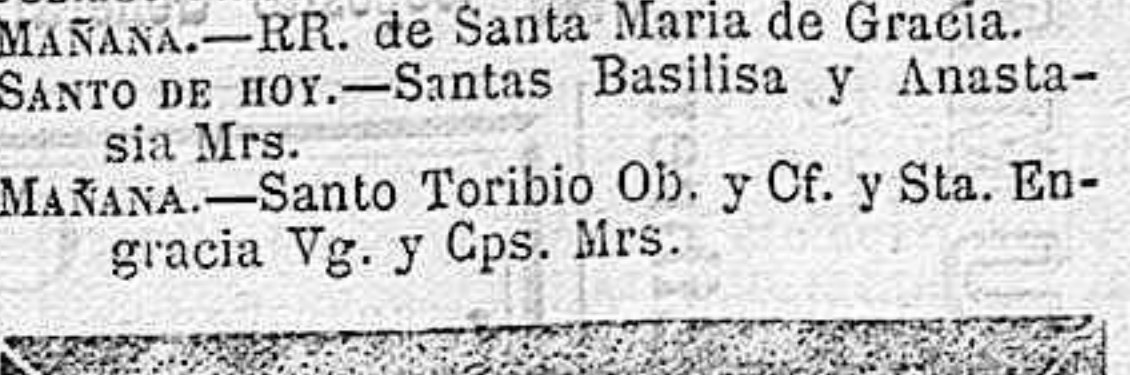 MAÑANA.—RR. de Santa Maria de Gracia.
SANTO DE HOY.—Santas Basilisa y Anasta-
sia Mrs.
MAÑANA.—Santo Toribio Ob. y Cf. y Sta. En-
gracia Vg. y Cps. Mrs.